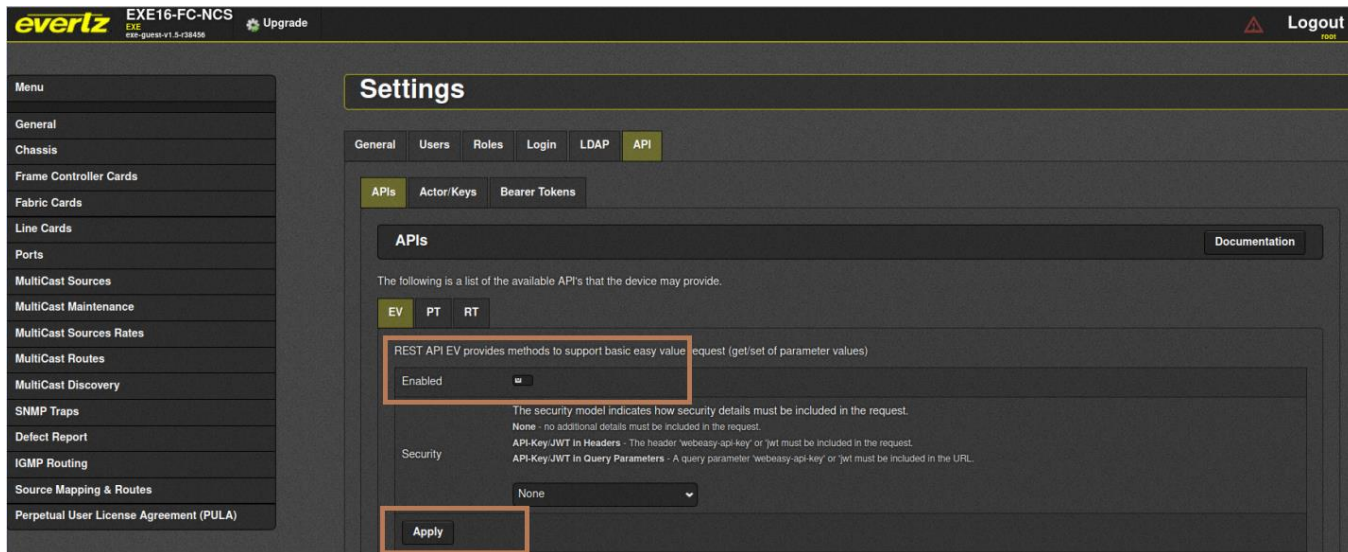 evertz
EXE16-FC-NCS
EXE
exe-guest-v1.5-r38456
Upgrade
Logout
root
Menu
General
Chassis
Frame Controller Cards
Fabric Cards
Line Cards
Ports
MultiCast Sources
MultiCast Maintenance
MultiCast Sources Rates
MultiCast Routes
MultiCast Discovery
SNMP Traps
Defect Report
IGMP Routing
Source Mapping & Routes
Perpetual User License Agreement (PULA)
Settings
General Users Roles Login LDAP API
APIs Actor/Keys Bearer Tokens
APIs
Documentation
The following is a list of the available API's that the device may provide.
EV PT RT
REST API EV provides methods to support basic easy value request (get/set of parameter values)
Enabled
Security
The security model indicates how security details must be included in the request.
None - no additional details must be included in the request.
API-Key/JWT in Headers - The header 'webeasy-api-key' or 'jwt must be included in the request.
API-Key/JWT in Query Parameters - A query parameter 'webeasy-api-key' or 'jwt must be included in the URL.
None
Apply